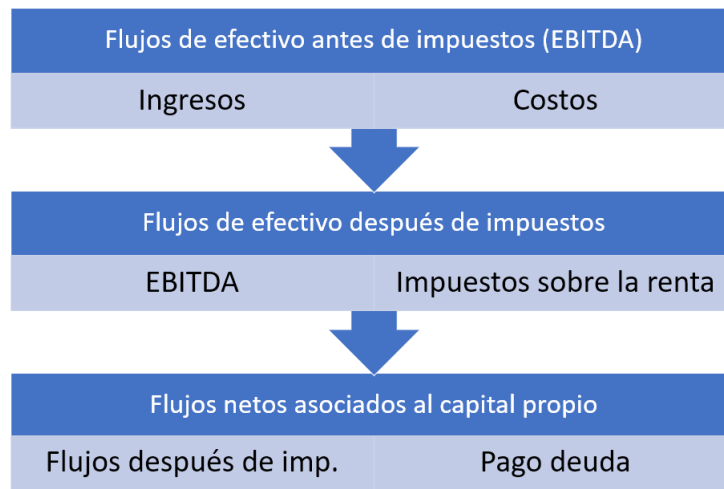 Flujos de efectivo antes de impuestos (EBITDA)
Ingresos
Costos
Flujos de efectivo después de impuestos
EBITDA
Impuestos sobre la renta
Flujos netos asociados al capital propio
Flujos después de imp.
Pago deuda